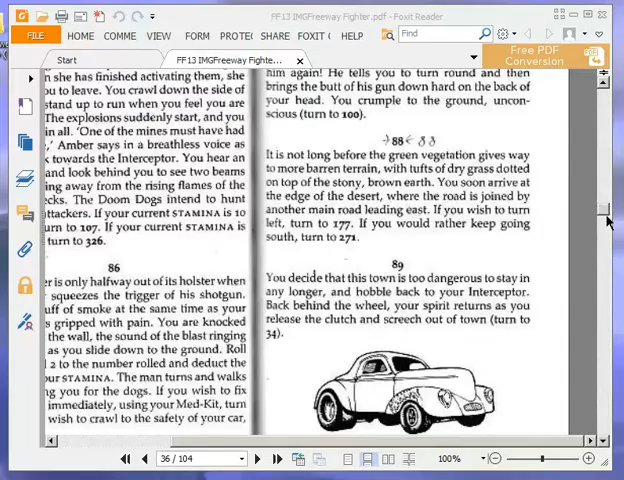 FF13 IMGFreeway Fighter.pdf - Foxit Reader
FILE HOME COMME VIEW FORM PROTE SHARE FOXIT C HELP Find
Start FF13 IMGFreeway Fighte...
Free PDF
Conversion
n she has finished activating them, she
ou to leave. You crawl down the side of
stand up to run when you feel you are
The explosions suddenly start, and you
in all. 'One of the mines must have had
,' Amber says in a breathless voice as
k towards the Interceptor. You hear an
and look behind you to see two beams
ing away from the rising flames of the
cks. The Doom Dogs intend to hunt
ttackers. If your current STAMINA is 10
urn to 107. If your current STAMINA is
turn to 326.
86
er is only halfway out of its holster when
squeezes the trigger of his shotgun.
uff of smoke at the same time as your
s gripped with pain. You are knocked
the wall, the sound of the blast ringing
as you slide down to the ground. Roll
l 2 to the number rolled and deduct the
ur STAMINA. The man turns and walks
ng you for the dogs. If you wish to fix
immediately, using your Med-Kit, turn
wish to crawl to the safety of your car,
him again! He tells you to turn round and then
brings the butt of his gun down hard on the back of
your head. You crumple to the ground, uncon-
scious (turn to 100).
88
It is not long before the green vegetation gives way
to more barren terrain, with tufts of dry grass dotted
on top of the stony, brown earth. You soon arrive at
the edge of the desert, where the road is joined by
another main road leading east. If you wish to turn
left, turn to 177. If you would rather keep going
south, turn to 271.
89
You decide that this town is too dangerous to stay in
any longer, and hobble back to your Interceptor.
Back behind the wheel, your spirit returns as you
release the clutch and screech out of town (turn to
34).
36 / 104 100%